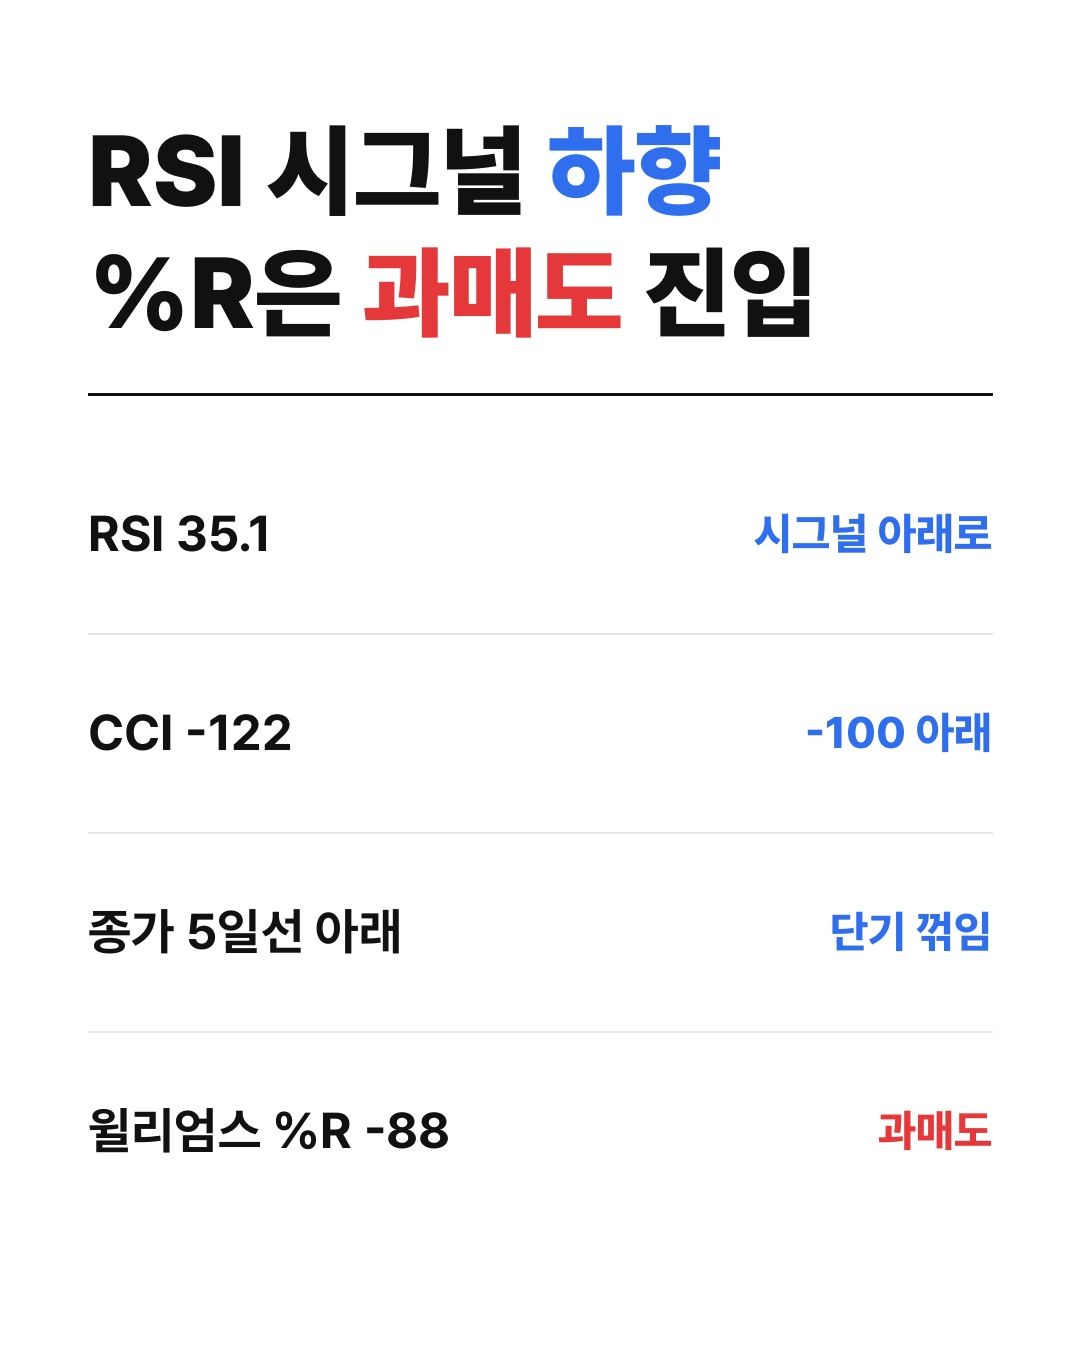 RSI 시그널 하향
%R은 과매도 진입
RSI 35.1 시그널 아래로
CCI -122 -100 아래
종가 5일선 아래 단기 꺾임
윌리엄스 %R -88 과매도